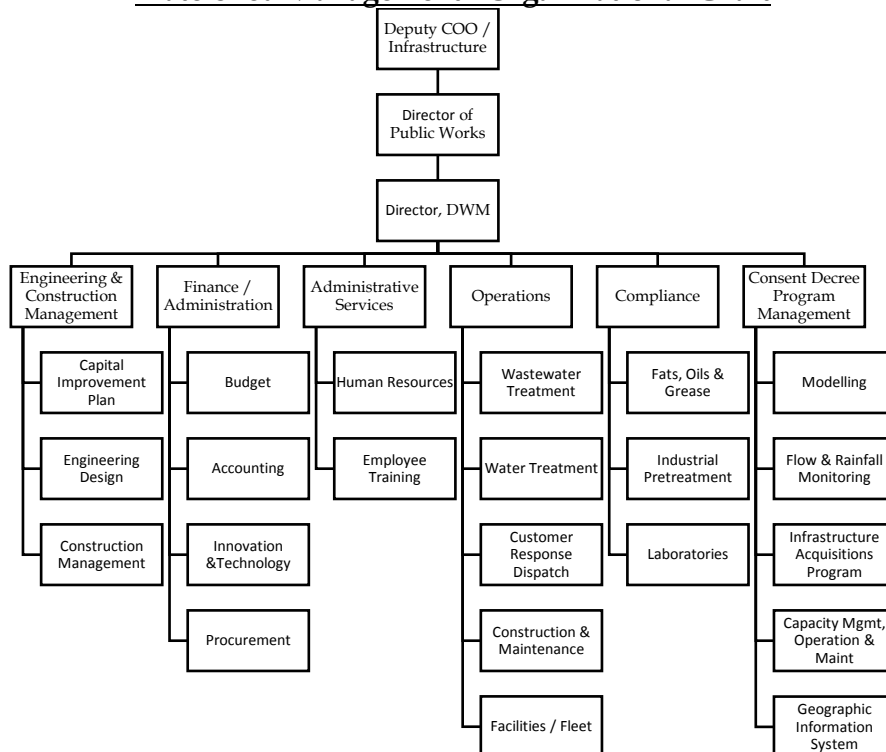 Deputy COO /
Infrastructure
Director of
Public Works
Director, DWM
Engineering &
Construction
Management
Finance /
Administration
Administrative
Services
Operations
Compliance
Consent Decree
Program
Management
Capital
Improvement
Plan
Engineering
Design
Construction
Management
Budget
Accounting
Innovation
&Technology
Procurement
Human Resources
Employee
Training
Wastewater
Treatment
Water Treatment
Customer
Response
Dispatch
Construction &
Maintenance
Facilities / Fleet
Fats, Oils &
Grease
Industrial
Pretreatment
Laboratories
Modelling
Flow & Rainfall
Monitoring
Infrastructure
Acquisitions
Program
Capacity Mgmt,
Operation &
Maint
Geographic
Information
System